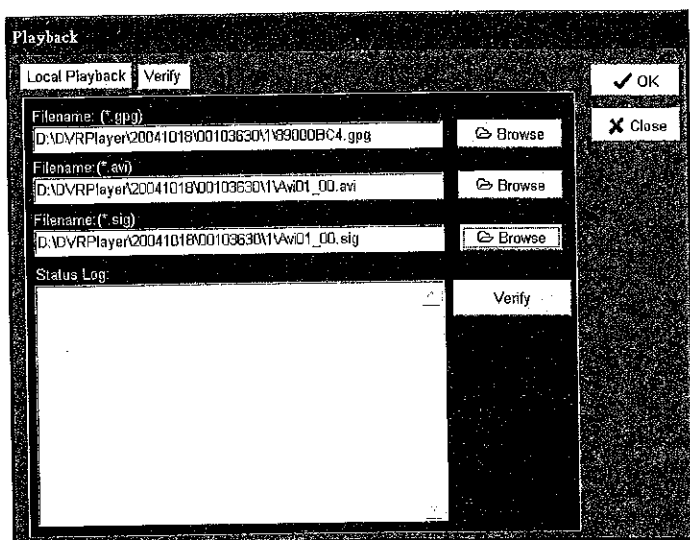 Playback
Local Playback Verify
OK
Filename: (*.gpg)
D:\DVRPlayer\20041018\00103630\1\89000BC4.gpg Browse
Close
Filename:(*.avi)
D:\DVRPlayer\20041018\00103630\1\Avi01_00.avi Browse
Filename:(*.sig)
D:\DVRPlayer\20041018\00103630\1\Avi01_00.sig Browse
Status Log:
Verify